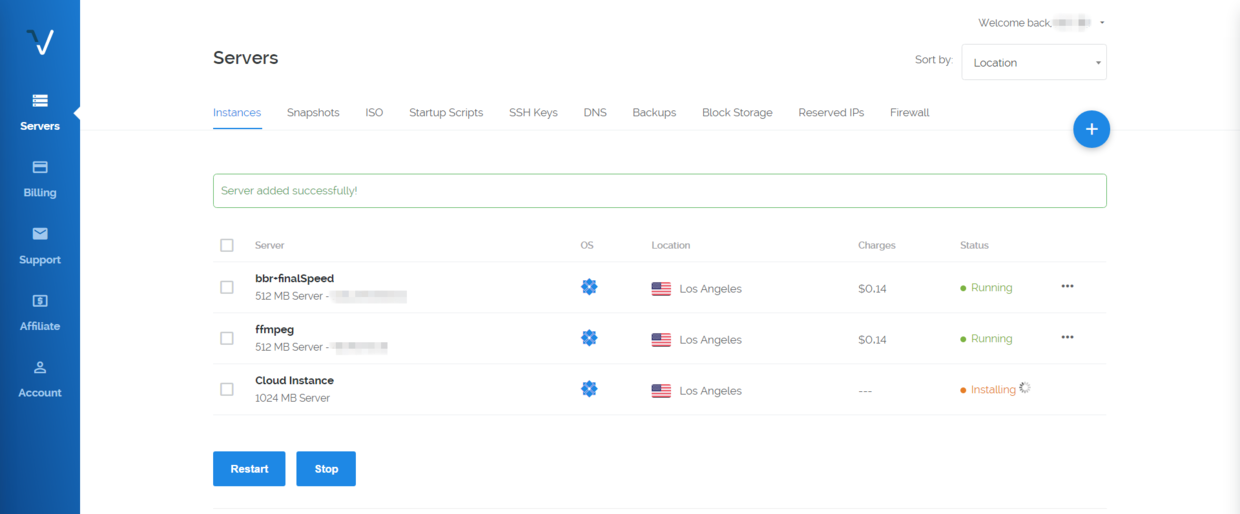 Welcome back,
Servers
Sort by:
Location
Instances
Snapshots
ISO
Startup Scripts
SSH Keys
DNS
Backups
Block Storage
Reserved IPs
Firewall
+
Servers
Billing
Support
Affiliate
Account
Server added successfully!
Server OS Location Charges Status
bbr+finalSpeed
512 MB Server -
Los Angeles $0.14 Running
ffmpeg
512 MB Server -
Los Angeles $0.14 Running
Cloud Instance
1024 MB Server
Los Angeles --- Installing
Restart
Stop